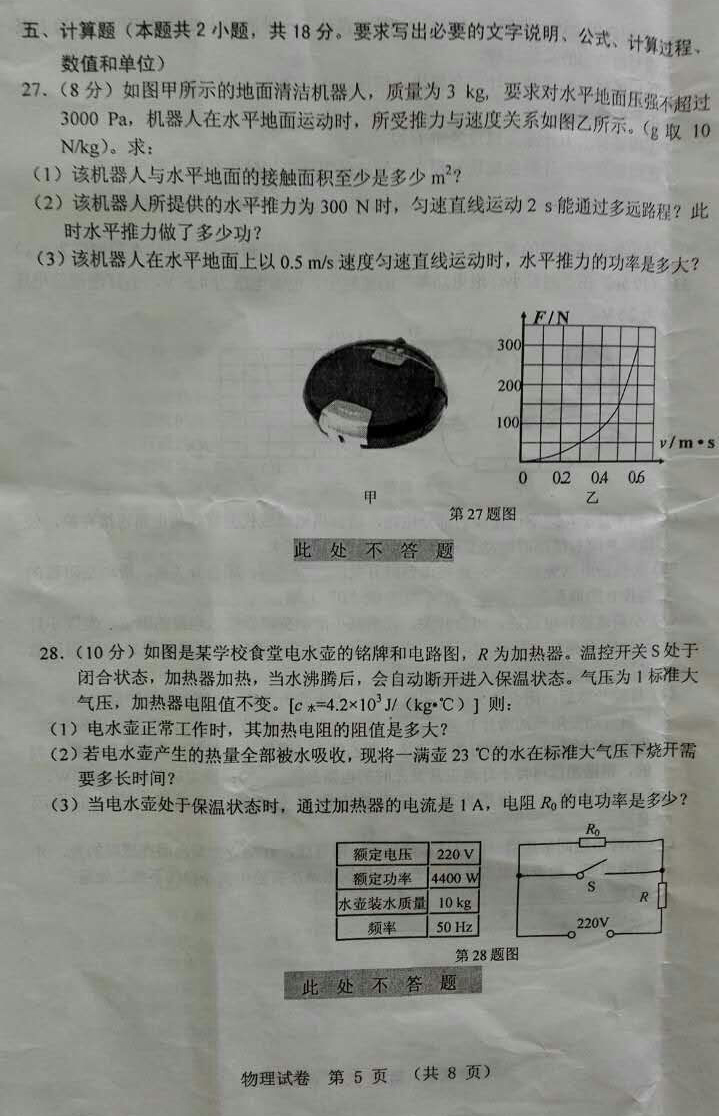 五、计算题（本题共2小题，共18分。要求写出必要的文字说明、公式、计算过程、
数值和单位）
27.（8分）如图甲所示的地面清洁机器人，质量为3 kg，要求对水平地面压强不超过
3000 Pa，机器人在水平地面运动时，所受推力与速度关系如图乙所示。（g取 10
N/kg）。求：
（1）该机器人与水平地面的接触面积至少是多少m²？
（2）该机器人所提供的水平推力为300 N时，匀速直线运动2 s能通过多远路程？此
时水平推力做了多少功？
（3）该机器人在水平地面上以0.5 m/s速度匀速直线运动时，水平推力的功率是多大？
F/N
300
200
100
v/m•s
0 0.2 0.4 0.6
甲
乙
第27题图
此处不答题
28.（10分）如图是某学校食堂电水壶的铭牌和电路图，R为加热器。温控开关S处于
闭合状态，加热器加热，当水沸腾后，会自动断开进入保温状态。气压为1标准大
气压，加热器电阻值不变。[c水=4.2×10³ J/（kg•℃）] 则：
（1）电水壶正常工作时，其加热电阻的阻值是多大？
（2）若电水壶产生的热量全部被水吸收，现将一满壶23 ℃的水在标准大气压下烧开需
要多长时间？
（3）当电水壶处于保温状态时，通过加热器的电流是1 A，电阻R₀的电功率是多少？
额定电压 220 V
额定功率 4400 W
水壶装水质量 10 kg
频率 50 Hz
R₀
S
R
220V
第28题图
此处不答题
物理试卷 第 5 页 （共 8 页）